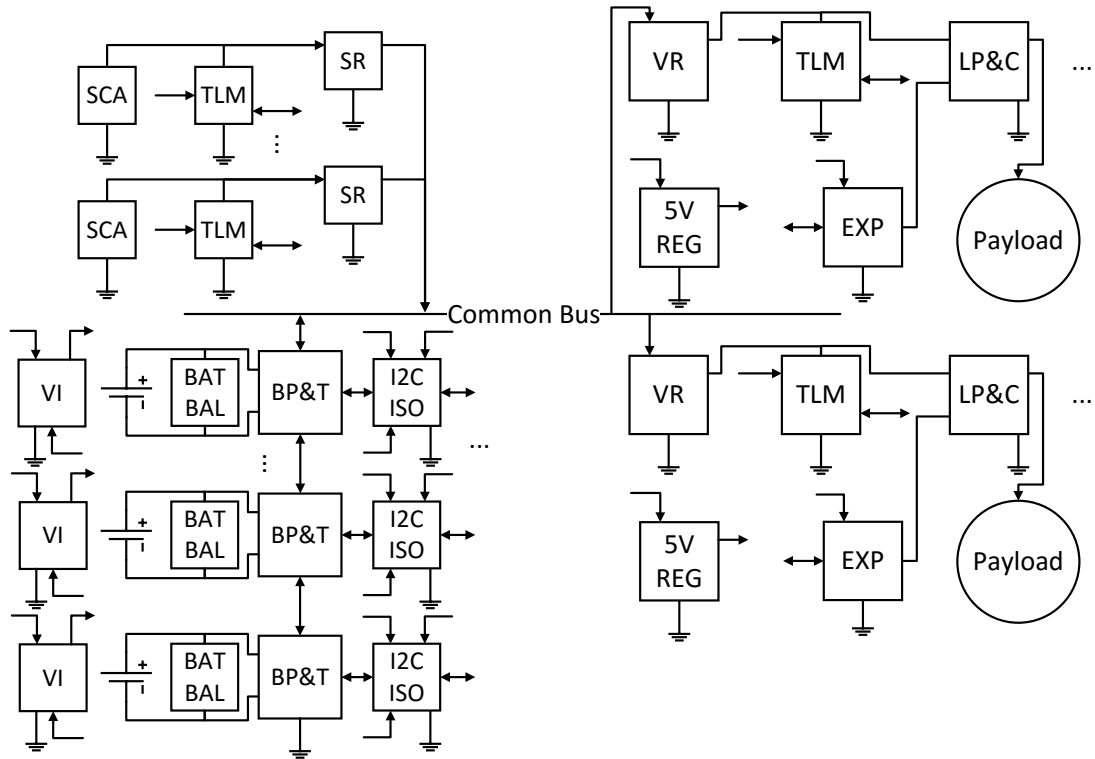 SCA
TLM
SR
...
SCA
TLM
SR
VR
TLM
LP&C
...
5V
REG
EXP
Payload
Common Bus
VI
+
-
BAT
BAL
BP&T
I2C
ISO
...
...
VI
+
-
BAT
BAL
BP&T
I2C
ISO
VI
+
-
BAT
BAL
BP&T
I2C
ISO
VR
TLM
LP&C
...
5V
REG
EXP
Payload